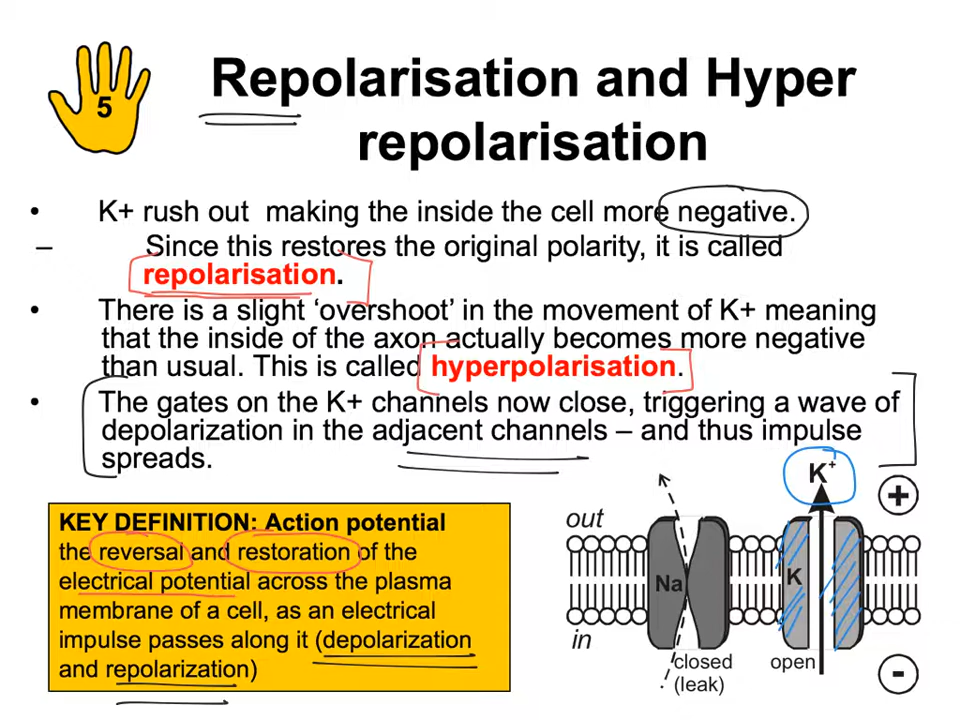 5
Repolarisation and Hyper
repolarisation
• K+ rush out making the inside the cell more negative.
– Since this restores the original polarity, it is called
repolarisation.
• There is a slight ‘overshoot’ in the movement of K+ meaning
that the inside of the axon actually becomes more negative
than usual. This is called hyperpolarisation.
• The gates on the K+ channels now close, triggering a wave of
depolarization in the adjacent channels – and thus impulse
spreads.
KEY DEFINITION: Action potential
the reversal and restoration of the
electrical potential across the plasma
membrane of a cell, as an electrical
impulse passes along it (depolarization
and repolarization)
K+
+
out
Na
K
in
closed
(leak)
open
-